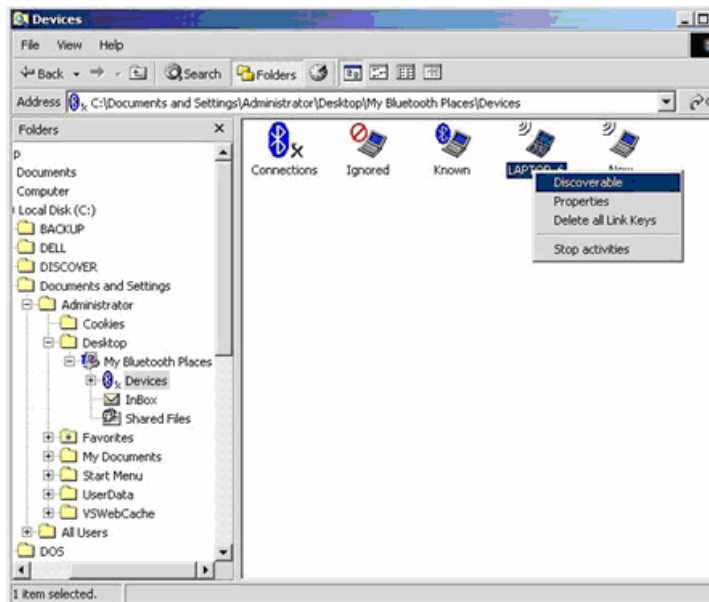 Devices
File View Help
Back Search Folders
Address C:\Documents and Settings\Administrator\Desktop\My Bluetooth Places\Devices
Folders
p
Documents
Computer
Local Disk (C:)
BACKUP
DELL
DISCOVER
Documents and Settings
Administrator
Cookies
Desktop
My Bluetooth Places
Devices
InBox
Shared Files
Favorites
My Documents
Start Menu
UserData
VSWebCache
All Users
DOS
Connections Ignored Known
Discoverable
Properties
Delete all Link Keys
Stop activities
1 item selected.